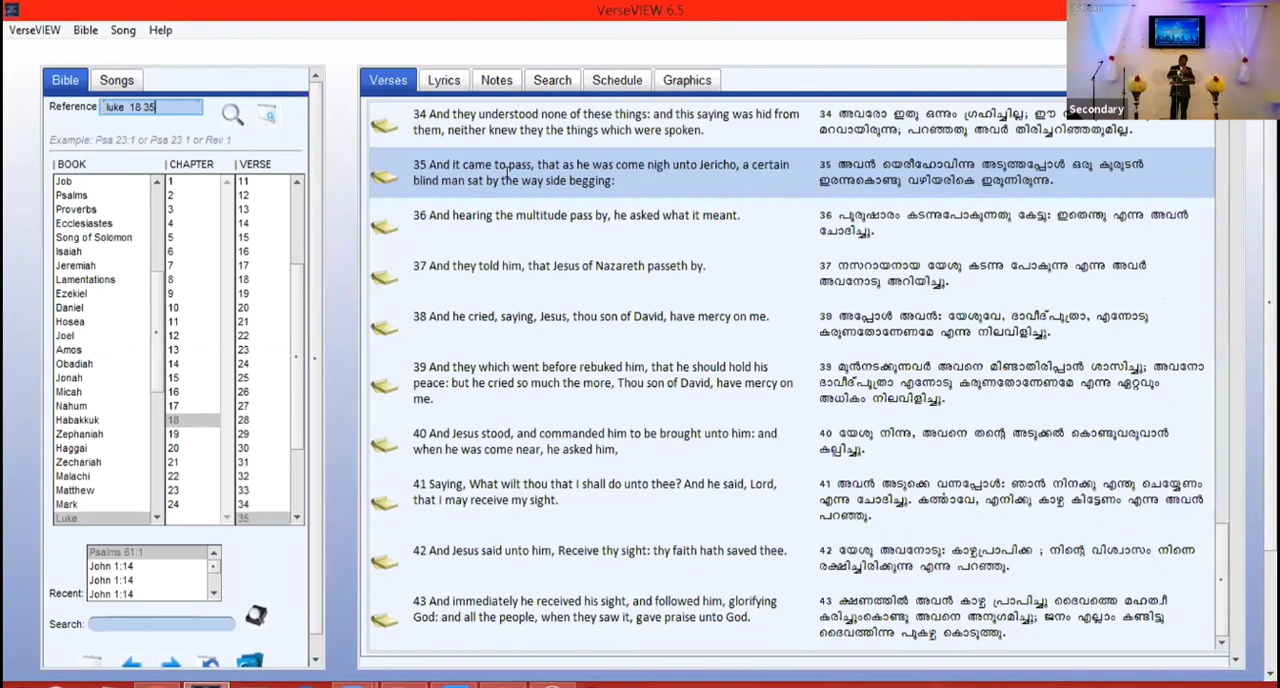 VerseVIEW 6.5
VerseVIEW Bible Song Help
Secondary
Bible Songs
Reference luke 18 35
Example: Psa 23:1 or Psa 23 1 or Rev 1
BOOK CHAPTER VERSE
Job 1 11
Psalms 2 12
Proverbs 3 13
Ecclesiastes 4 14
Song of Solomon 5 15
Isaiah 6 16
Jeremiah 7 17
Lamentations 8 18
Ezekiel 9 19
Daniel 10 20
Hosea 11 21
Joel 12 22
Amos 13 23
Obadiah 14 24
Jonah 15 25
Micah 16 26
Nahum 17 27
Habakkuk 18 28
Zephaniah 19 29
Haggai 20 30
Zechariah 21 31
Malachi 22 32
Matthew 23 33
Mark 24 34
Luke 35
Psalms 61:1
John 1:14
John 1:14
Recent: John 1:14
Search:
Verses Lyrics Notes Search Schedule Graphics
34 And they understood none of these things: and this saying was hid from
them, neither knew they the things which were spoken.
34 അവരോ ഇതു ഒന്നും ഗ്രഹിച്ചില്ല; ഈ
മറവായിരുന്നു; പറഞ്ഞതു അവർ തിരിച്ചറിഞ്ഞതുമില്ല.
35 And it came to pass, that as he was come nigh unto Jericho, a certain
blind man sat by the way side begging:
35 അവൻ യെരീഹോവിന്നു അടുത്തപ്പോൾ ഒരു കുരുടൻ
ഇരന്നുകൊണ്ടു വഴിയരികെ ഇരുന്നിരുന്നു.
36 And hearing the multitude pass by, he asked what it meant.
36 പുരുഷാരം കടന്നുപോകുന്നതു കേട്ടു: ഇതെന്തു എന്നു അവൻ
ചോദിച്ചു.
37 And they told him, that Jesus of Nazareth passeth by.
37 നസറായനായ യേശു കടന്നു പോകുന്നു എന്നു അവർ
അവനോടു അറിയിച്ചു.
38 And he cried, saying, Jesus, thou son of David, have mercy on me.
38 അപ്പോൾ അവൻ: യേശുവേ, ദാവീദ്പുത്രാ, എന്നോടു
കരുണതോന്നേണമേ എന്നു നിലവിളിച്ചു.
39 And they which went before rebuked him, that he should hold his
peace: but he cried so much the more, Thou son of David, have mercy on
me.
39 മുൻനടക്കുന്നവർ അവനെ മിണ്ടാതിരിപ്പാൻ ശാസിച്ചു; അവനോ
ദാവീദ്പുത്രാ എന്നോടു കരുണതോന്നേണമേ എന്നു ഏറ്റവും
അധികം നിലവിളിച്ചു.
40 And Jesus stood, and commanded him to be brought unto him: and
when he was come near, he asked him,
40 യേശു നിന്നു, അവനെ തന്റെ അടുക്കൽ കൊണ്ടുവരുവാൻ
കല്പിച്ചു.
41 Saying, What wilt thou that I shall do unto thee? And he said, Lord,
that I may receive my sight.
41 അവൻ അടുക്കെ വന്നപ്പോൾ: ഞാൻ നിനക്കു എന്തു ചെയ്യേണം
എന്നു ചോദിച്ചു. കർത്താവേ, എനിക്കു കാഴ്ച കിട്ടേണം എന്നു അവൻ
പറഞ്ഞു.
42 And Jesus said unto him, Receive thy sight: thy faith hath saved thee.
42 യേശു അവനോടു: കാഴ്ചപ്രാപിക്ക ; നിന്റെ വിശ്വാസം നിന്നെ
രക്ഷിച്ചിരിക്കുന്നു എന്നു പറഞ്ഞു.
43 And immediately he received his sight, and followed him, glorifying
God: and all the people, when they saw it, gave praise unto God.
43 ക്ഷണത്തിൽ അവൻ കാഴ്ച പ്രാപിച്ചു ദൈവത്തെ മഹത്വീ
കരിച്ചുംകൊണ്ടു അവനെ അനുഗമിച്ചു; ജനം എല്ലാം കണ്ടിട്ടു
ദൈവത്തിന്നു പുകഴ്ച കൊടുത്തു.